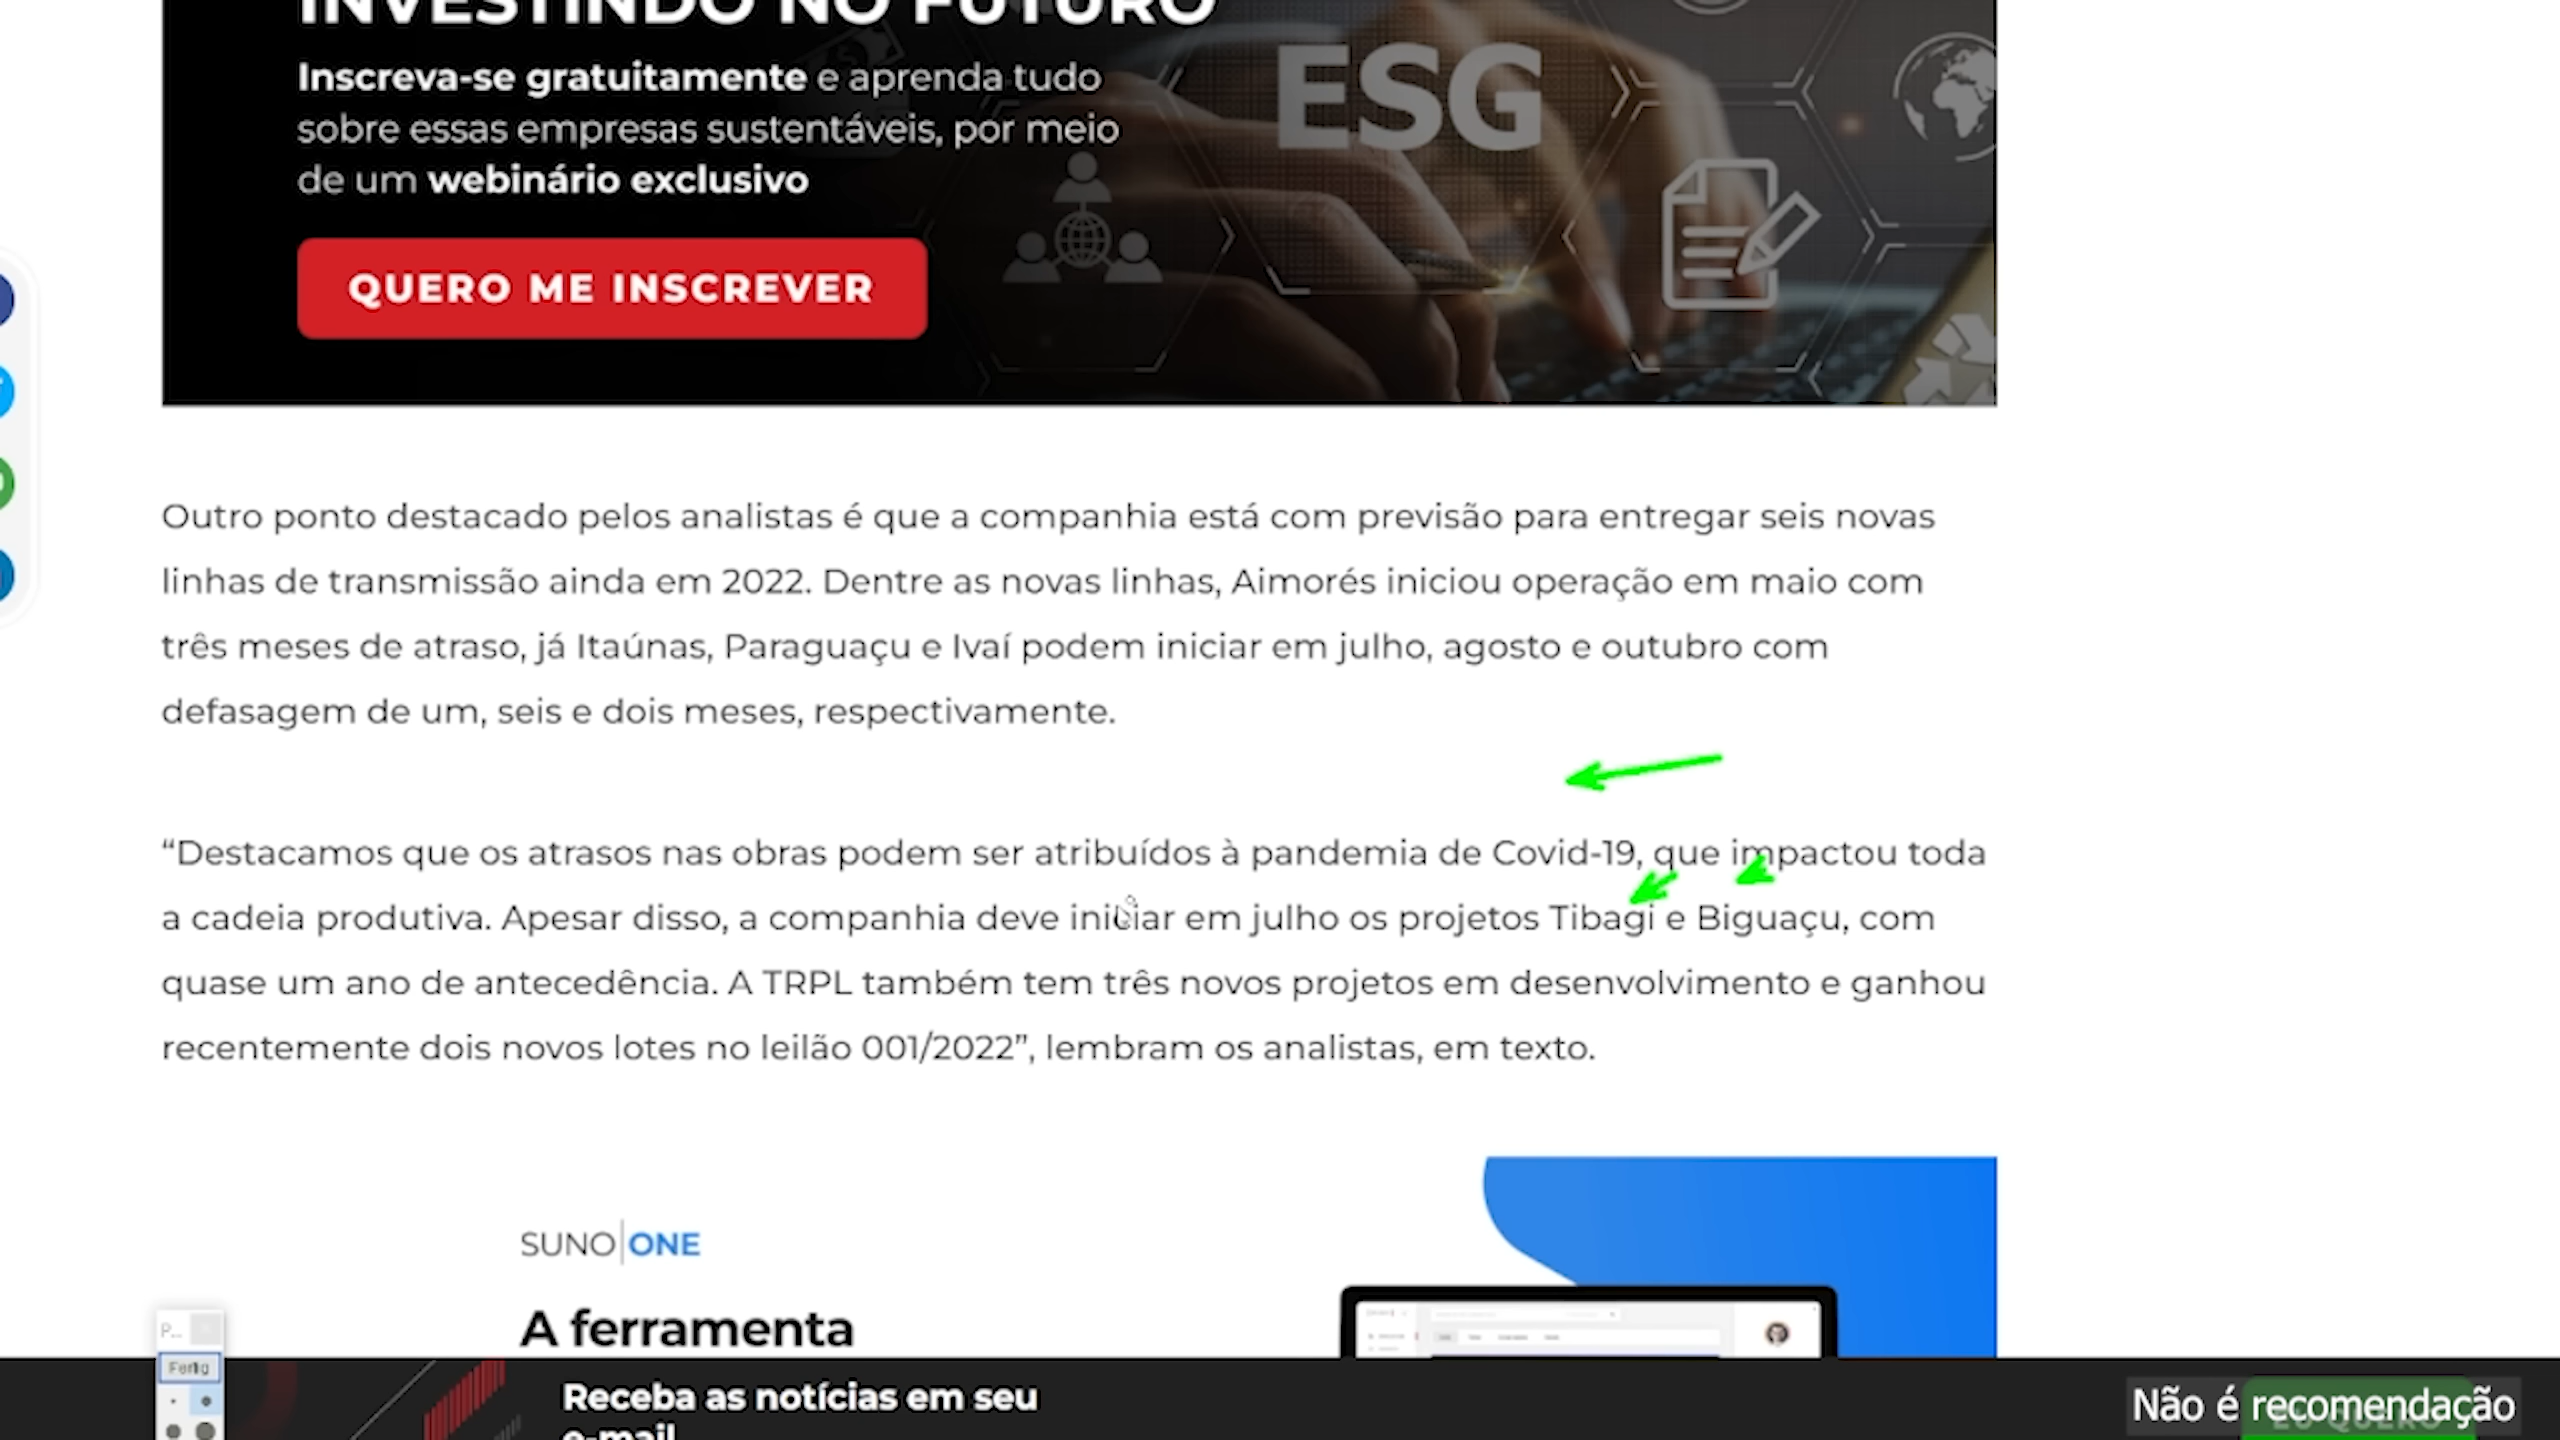 INVESTINDO NO FUTURO
Inscreva-se gratuitamente e aprenda tudo
sobre essas empresas sustentáveis, por meio
de um webinário exclusivo
QUERO ME INSCREVER
ESG
Outro ponto destacado pelos analistas é que a companhia está com previsão para entregar seis novas
linhas de transmissão ainda em 2022. Dentre as novas linhas, Aimorés iniciou operação em maio com
três meses de atraso, já Itaúnas, Paraguaçu e Ivaí podem iniciar em julho, agosto e outubro com
defasagem de um, seis e dois meses, respectivamente.
“Destacamos que os atrasos nas obras podem ser atribuídos à pandemia de Covid-19, que impactou toda
a cadeia produtiva. Apesar disso, a companhia deve iniciar em julho os projetos Tibagi e Biguaçu, com
quase um ano de antecedência. A TRPL também tem três novos projetos em desenvolvimento e ganhou
recentemente dois novos lotes no leilão 001/2022”, lembram os analistas, em texto.
SUNO|ONE
A ferramenta
P...
Fertig
Receba as notícias em seu
e-mail
Não é recomendação